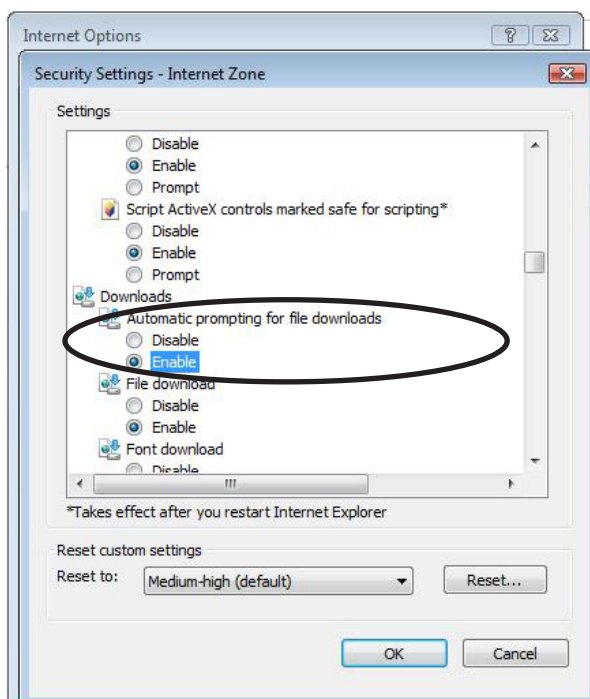 Internet Options
Security Settings - Internet Zone
Settings
Disable
Enable
Prompt
Script ActiveX controls marked safe for scripting*
Disable
Enable
Prompt
Downloads
Automatic prompting for file downloads
Disable
Enable
File download
Disable
Enable
Font download
Disable
*Takes effect after you restart Internet Explorer
Reset custom settings
Reset to: Medium-high (default) Reset...
OK Cancel